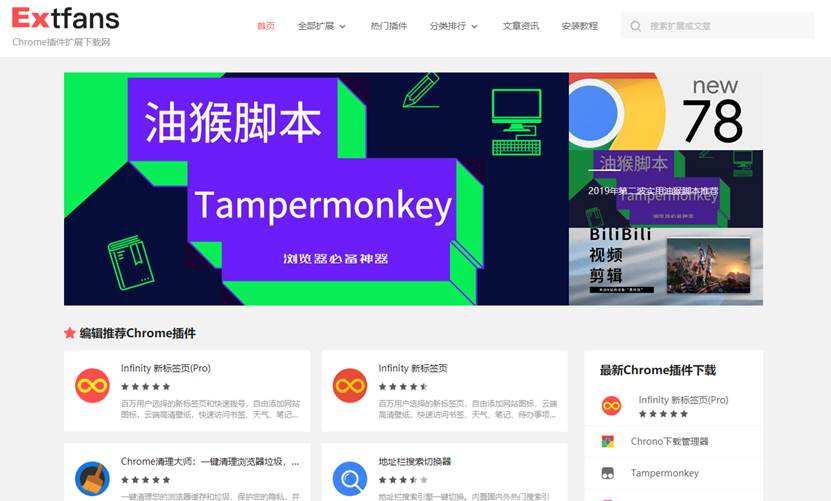 Extfans
Chrome插件扩展下载网
首页
全部扩展
热门插件
分类排行
文章资讯
安装教程
搜索扩展或文章
油猴脚本
Tampermonkey
浏览器必备神器
new
78
油猴脚本
2019年第二波实用油猴脚本推荐
Tampermonkey
浏览器必备神器
BiliBili
视频
剪辑
编辑推荐Chrome插件
Infinity 新标签页(Pro)
百万用户选择的新标签页和快速拨号，自由添加网站
图标，云端高清壁纸，快速访问书签、天气、笔记...
Infinity 新标签页
百万用户选择的新标签页，自由添加网站图标，云端
高清壁纸，快速访问书签、天气、笔记、待办事项...
Chrome清理大师：一键清理浏览器垃圾，...
一键清理您的浏览器缓存和垃圾，保护您的隐私，并
地址栏搜索切换器
地址栏搜索引擎一键切换。内置国内外热门搜索引
最新Chrome插件下载
Infinity 新标签页(Pro)
Chrono下载管理器
Tampermonkey